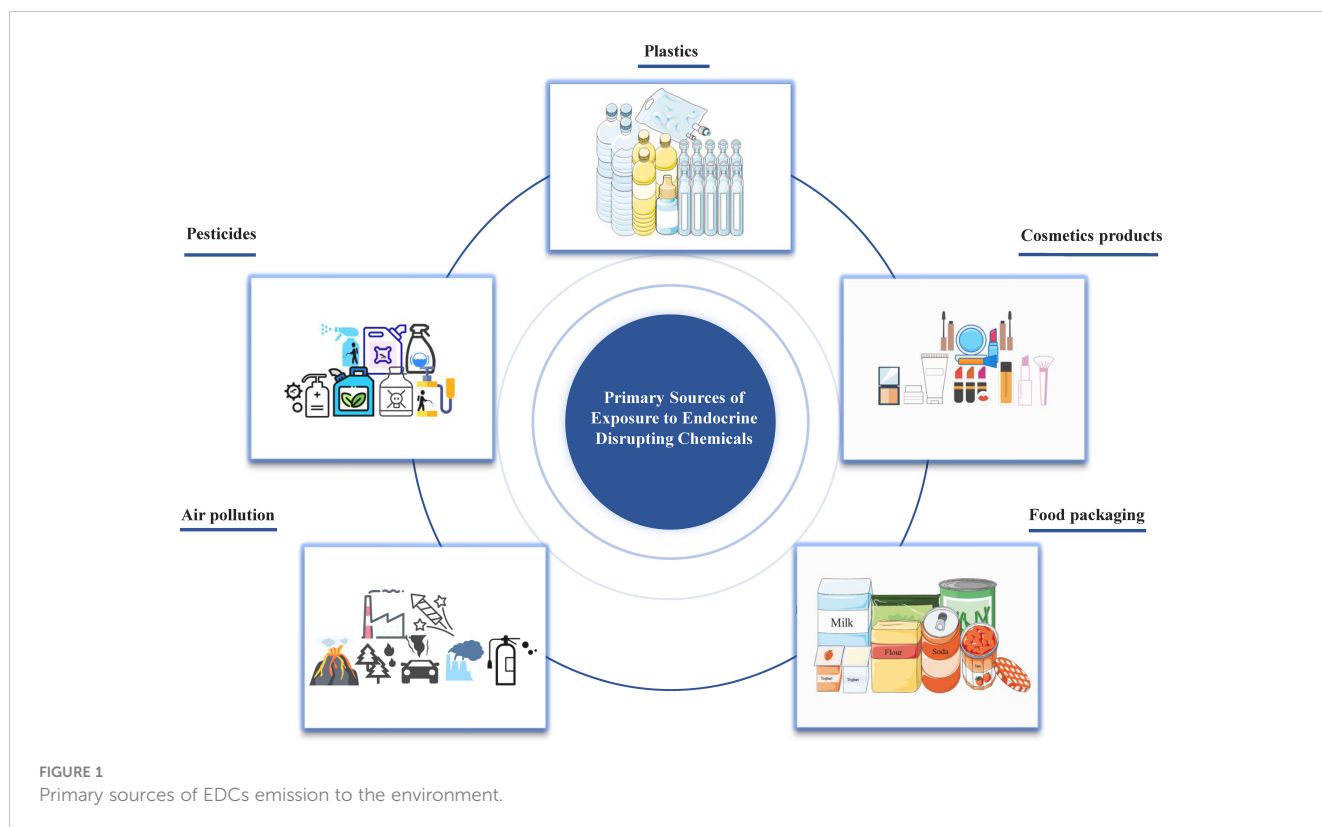 Plastics
Pesticides
Cosmetics products
Primary Sources of
Exposure to Endocrine
Disrupting Chemicals
Air pollution
Food packaging
Milk
Flour
Soda
FIGURE 1
Primary sources of EDCs emission to the environment.